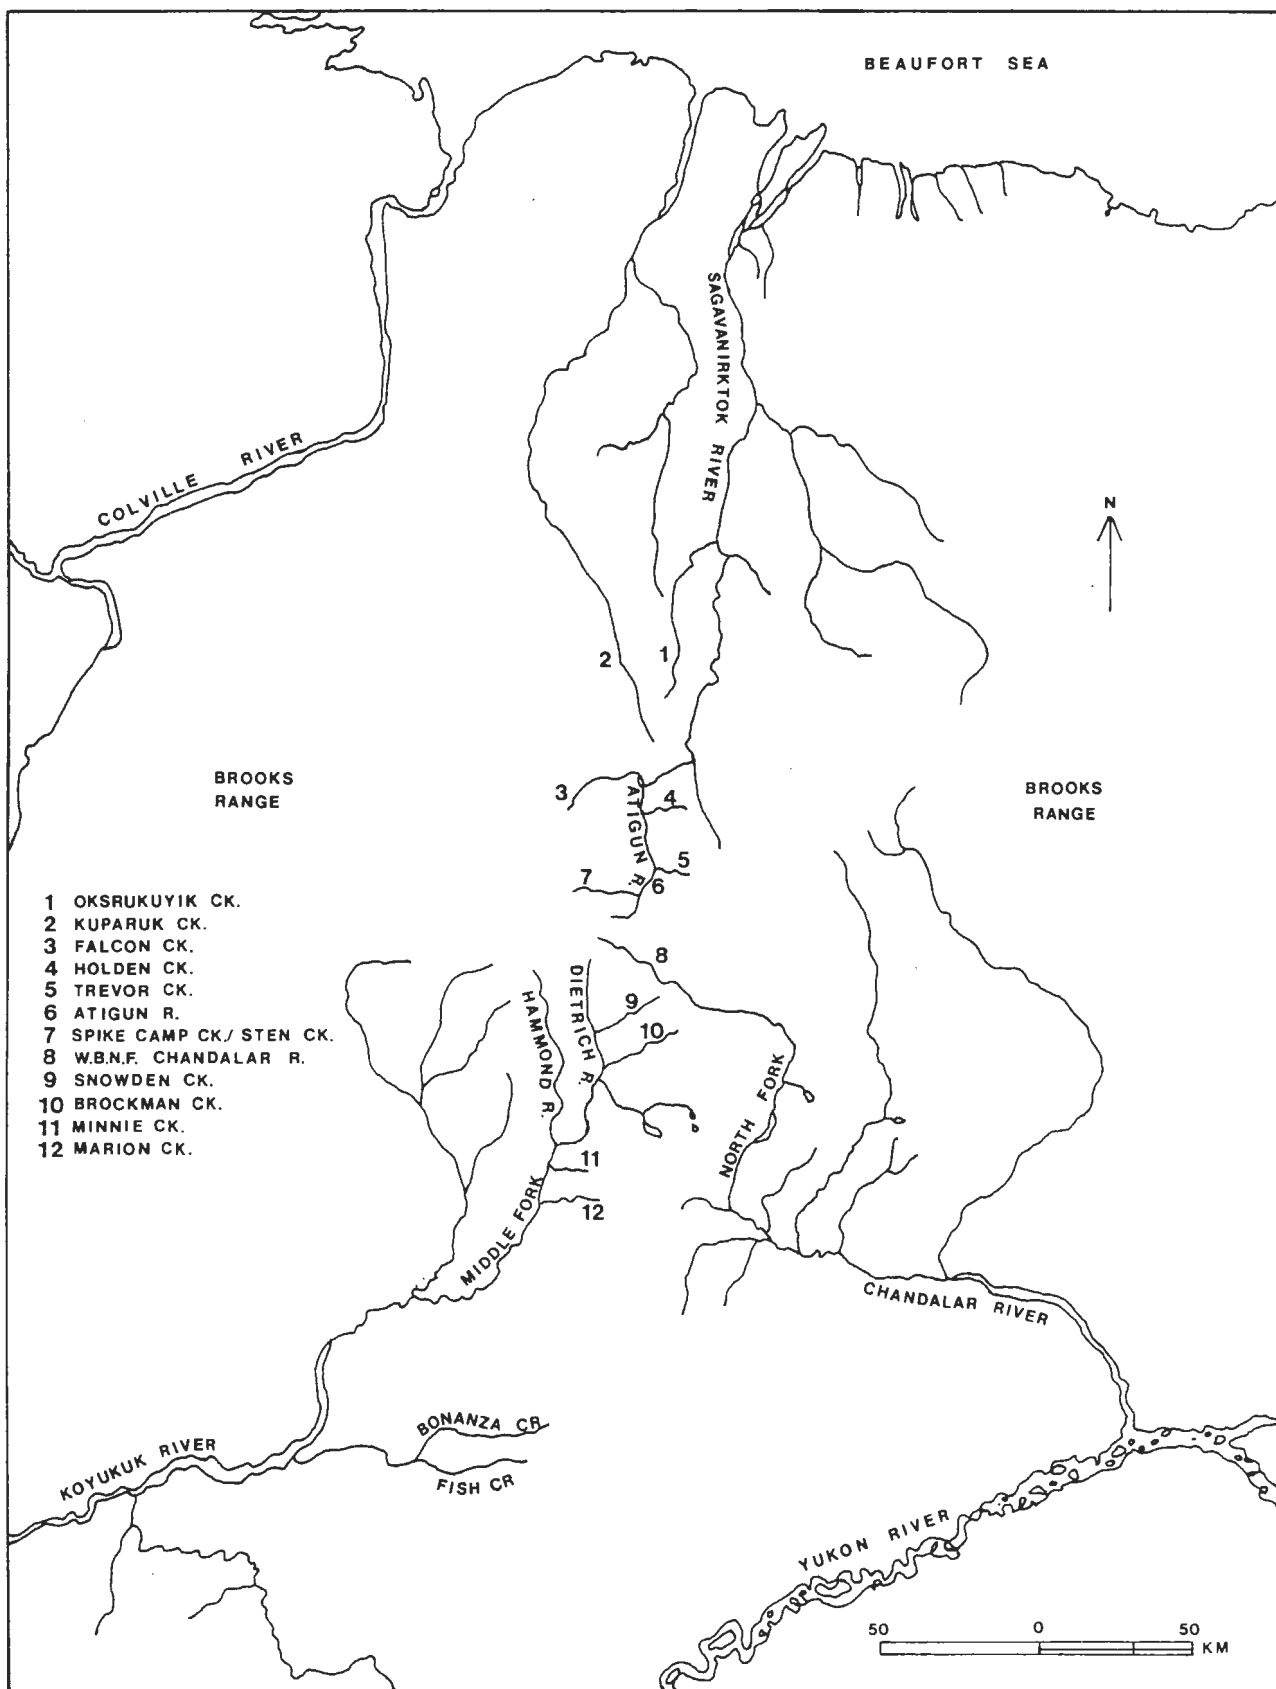 BEAUFORT SEA
SAGAVANIRKTOK RIVER
COLVILLE RIVER
N
2
1
BROOKS
RANGE
BROOKS
RANGE
3
ATIGUN R.
4
5
7
6
1 OKSRUKUYIK CK.
2 KUPARUK CK.
3 FALCON CK.
4 HOLDEN CK.
5 TREVOR CK.
6 ATIGUN R.
7 SPIKE CAMP CK./ STEN CK.
8 W.B.N.F. CHANDALAR R.
9 SNOWDEN CK.
10 BROCKMAN CK.
11 MINNIE CK.
12 MARION CK.
8
DIETRICH R.
HAMMOND R.
9
10
NORTH FORK
11
12
MIDDLE FORK
CHANDALAR RIVER
BONANZA CR
KOYUKUK RIVER
FISH CR
YUKON RIVER
50 0 50
KM